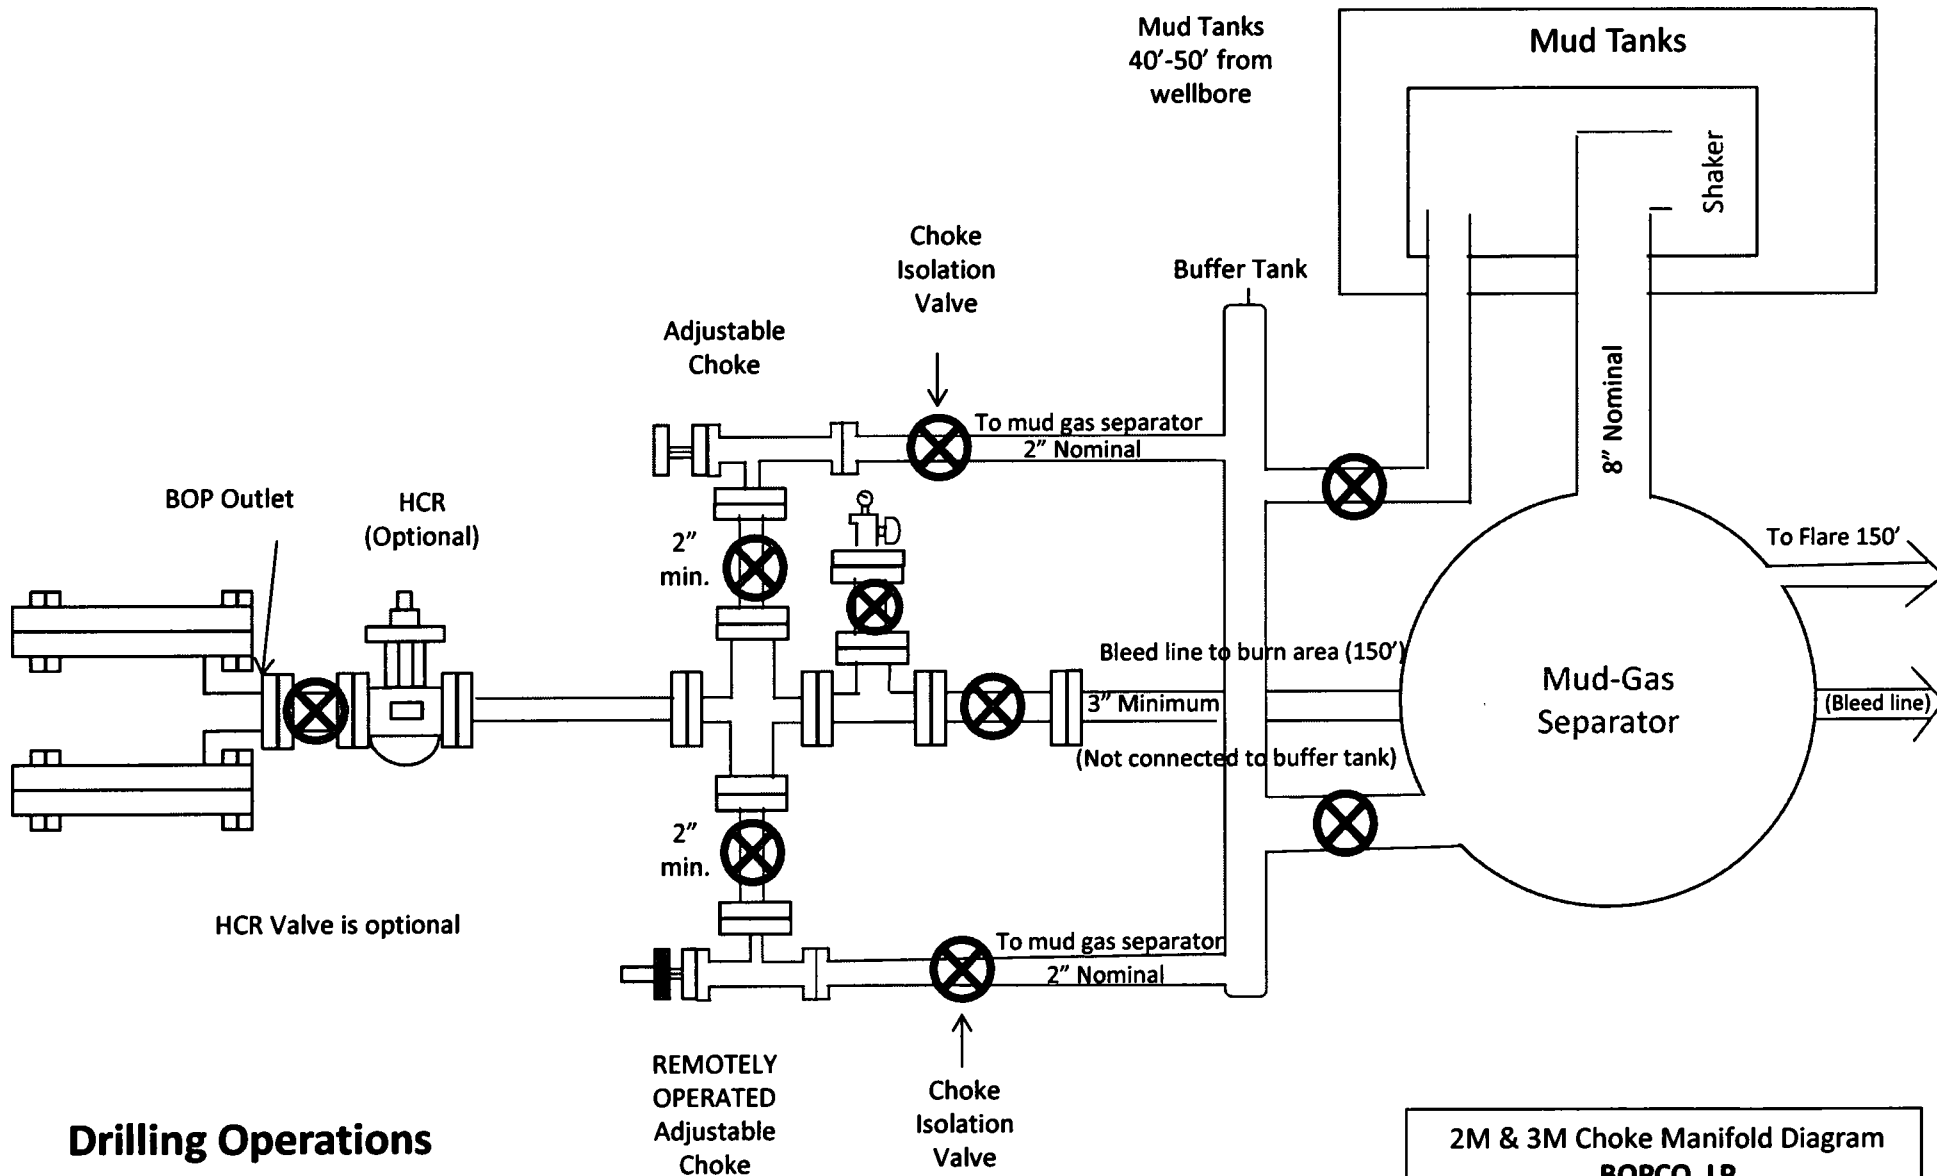 Mud Tanks
40'-50' from
wellbore
Mud Tanks
Shaker
Choke
Isolation
Valve
Buffer Tank
Adjustable
Choke
8" Nominal
To mud gas separator
2" Nominal
BOP Outlet
HCR
(Optional)
2"
min.
To Flare 150'
Bleed line to burn area (150')
3" Minimum
(Not connected to buffer tank)
Mud-Gas
Separator
(Bleed line)
2"
min.
HCR Valve is optional
To mud gas separator
2" Nominal
REMOTELY
OPERATED
Adjustable
Choke
Choke
Isolation
Valve
Drilling Operations
2M & 3M Choke Manifold Diagram
BOPCO, LP